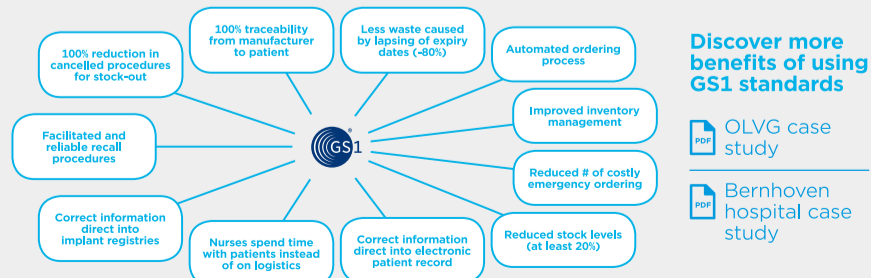 100% reduction in
cancelled procedures
for stock-out
100% traceability
from manufacturer
to patient
Less waste caused
by lapsing of expiry
dates (-80%)
Automated ordering
process
Improved inventory
management
Reduced # of costly
emergency ordering
Reduced stock levels
(at least 20%)
Correct information
direct into electronic
patient record
Nurses spend time
with patients instead
of on logistics
Correct information
direct into
implant registries
Facilitated and
reliable recall
procedures
GS1
®
Discover more
benefits of using
GS1 standards
PDF
OLVG case
study
PDF
Bernhoven
hospital case
study